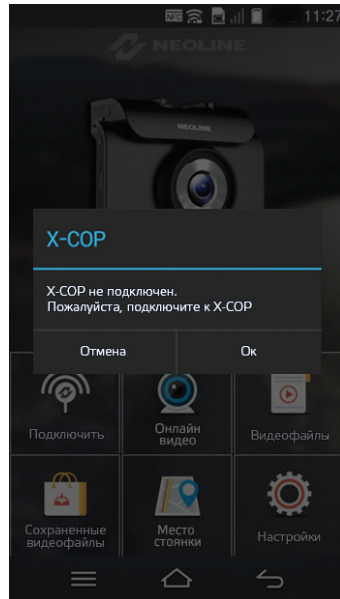 NFC
11:27
NEOLINE
NEOLINE
X-COP
X-COP не подключен.
Пожалуйста, подключите к X-COP
Отмена
Ок
Подключить
Онлайн
видео
Видеофайлы
Сохраненные
видеофайлы
Место
стоянки
Настройки